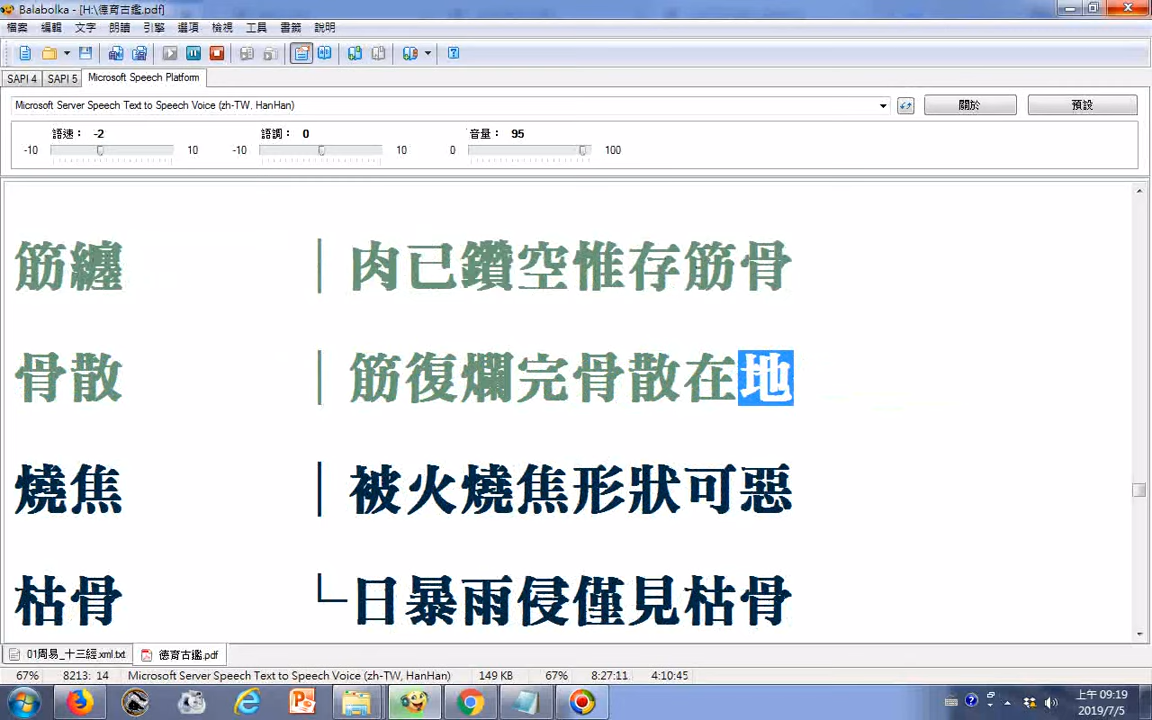 Balabolka - [H:\德育古鑑.pdf]
檔案 編輯 文字 朗讀 引擎 選項 檢視 工具 書籤 說明
SAPI 4 SAPI 5 Microsoft Speech Platform
Microsoft Server Speech Text to Speech Voice (zh-TW, HanHan) 關於 預設
語速： -2 語調： 0 音量： 95
-10 10 -10 10 0 100
筋纏 │ 肉已鑽空惟存筋骨
骨散 │ 筋復爛完骨散在地
燒焦 │ 被火燒焦形狀可惡
枯骨 └ 日暴雨侵僅見枯骨
01周易_十三經.xml.txt 德育古鑑.pdf
67% 8213: 14 Microsoft Server Speech Text to Speech Voice (zh-TW, HanHan) 149 KB 67% 8:27:11 4:10:45
上午 09:19
2019/7/5